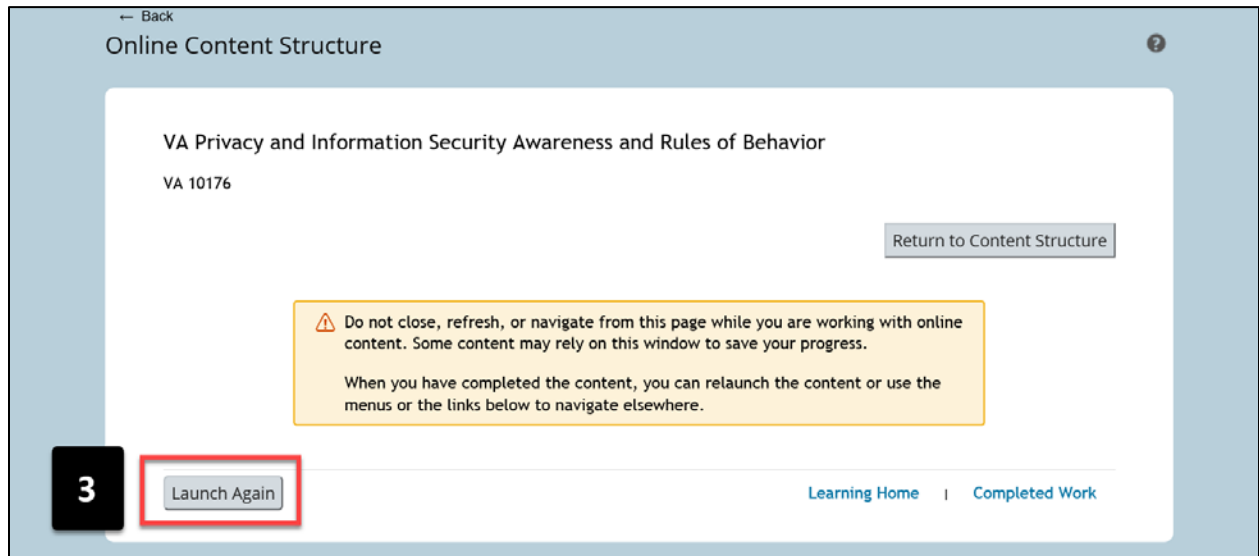 ← Back
Online Content Structure
?
VA Privacy and Information Security Awareness and Rules of Behavior
VA 10176
Return to Content Structure
Do not close, refresh, or navigate from this page while you are working with online
content. Some content may rely on this window to save your progress.
When you have completed the content, you can relaunch the content or use the
menus or the links below to navigate elsewhere.
3
Launch Again
Learning Home | Completed Work